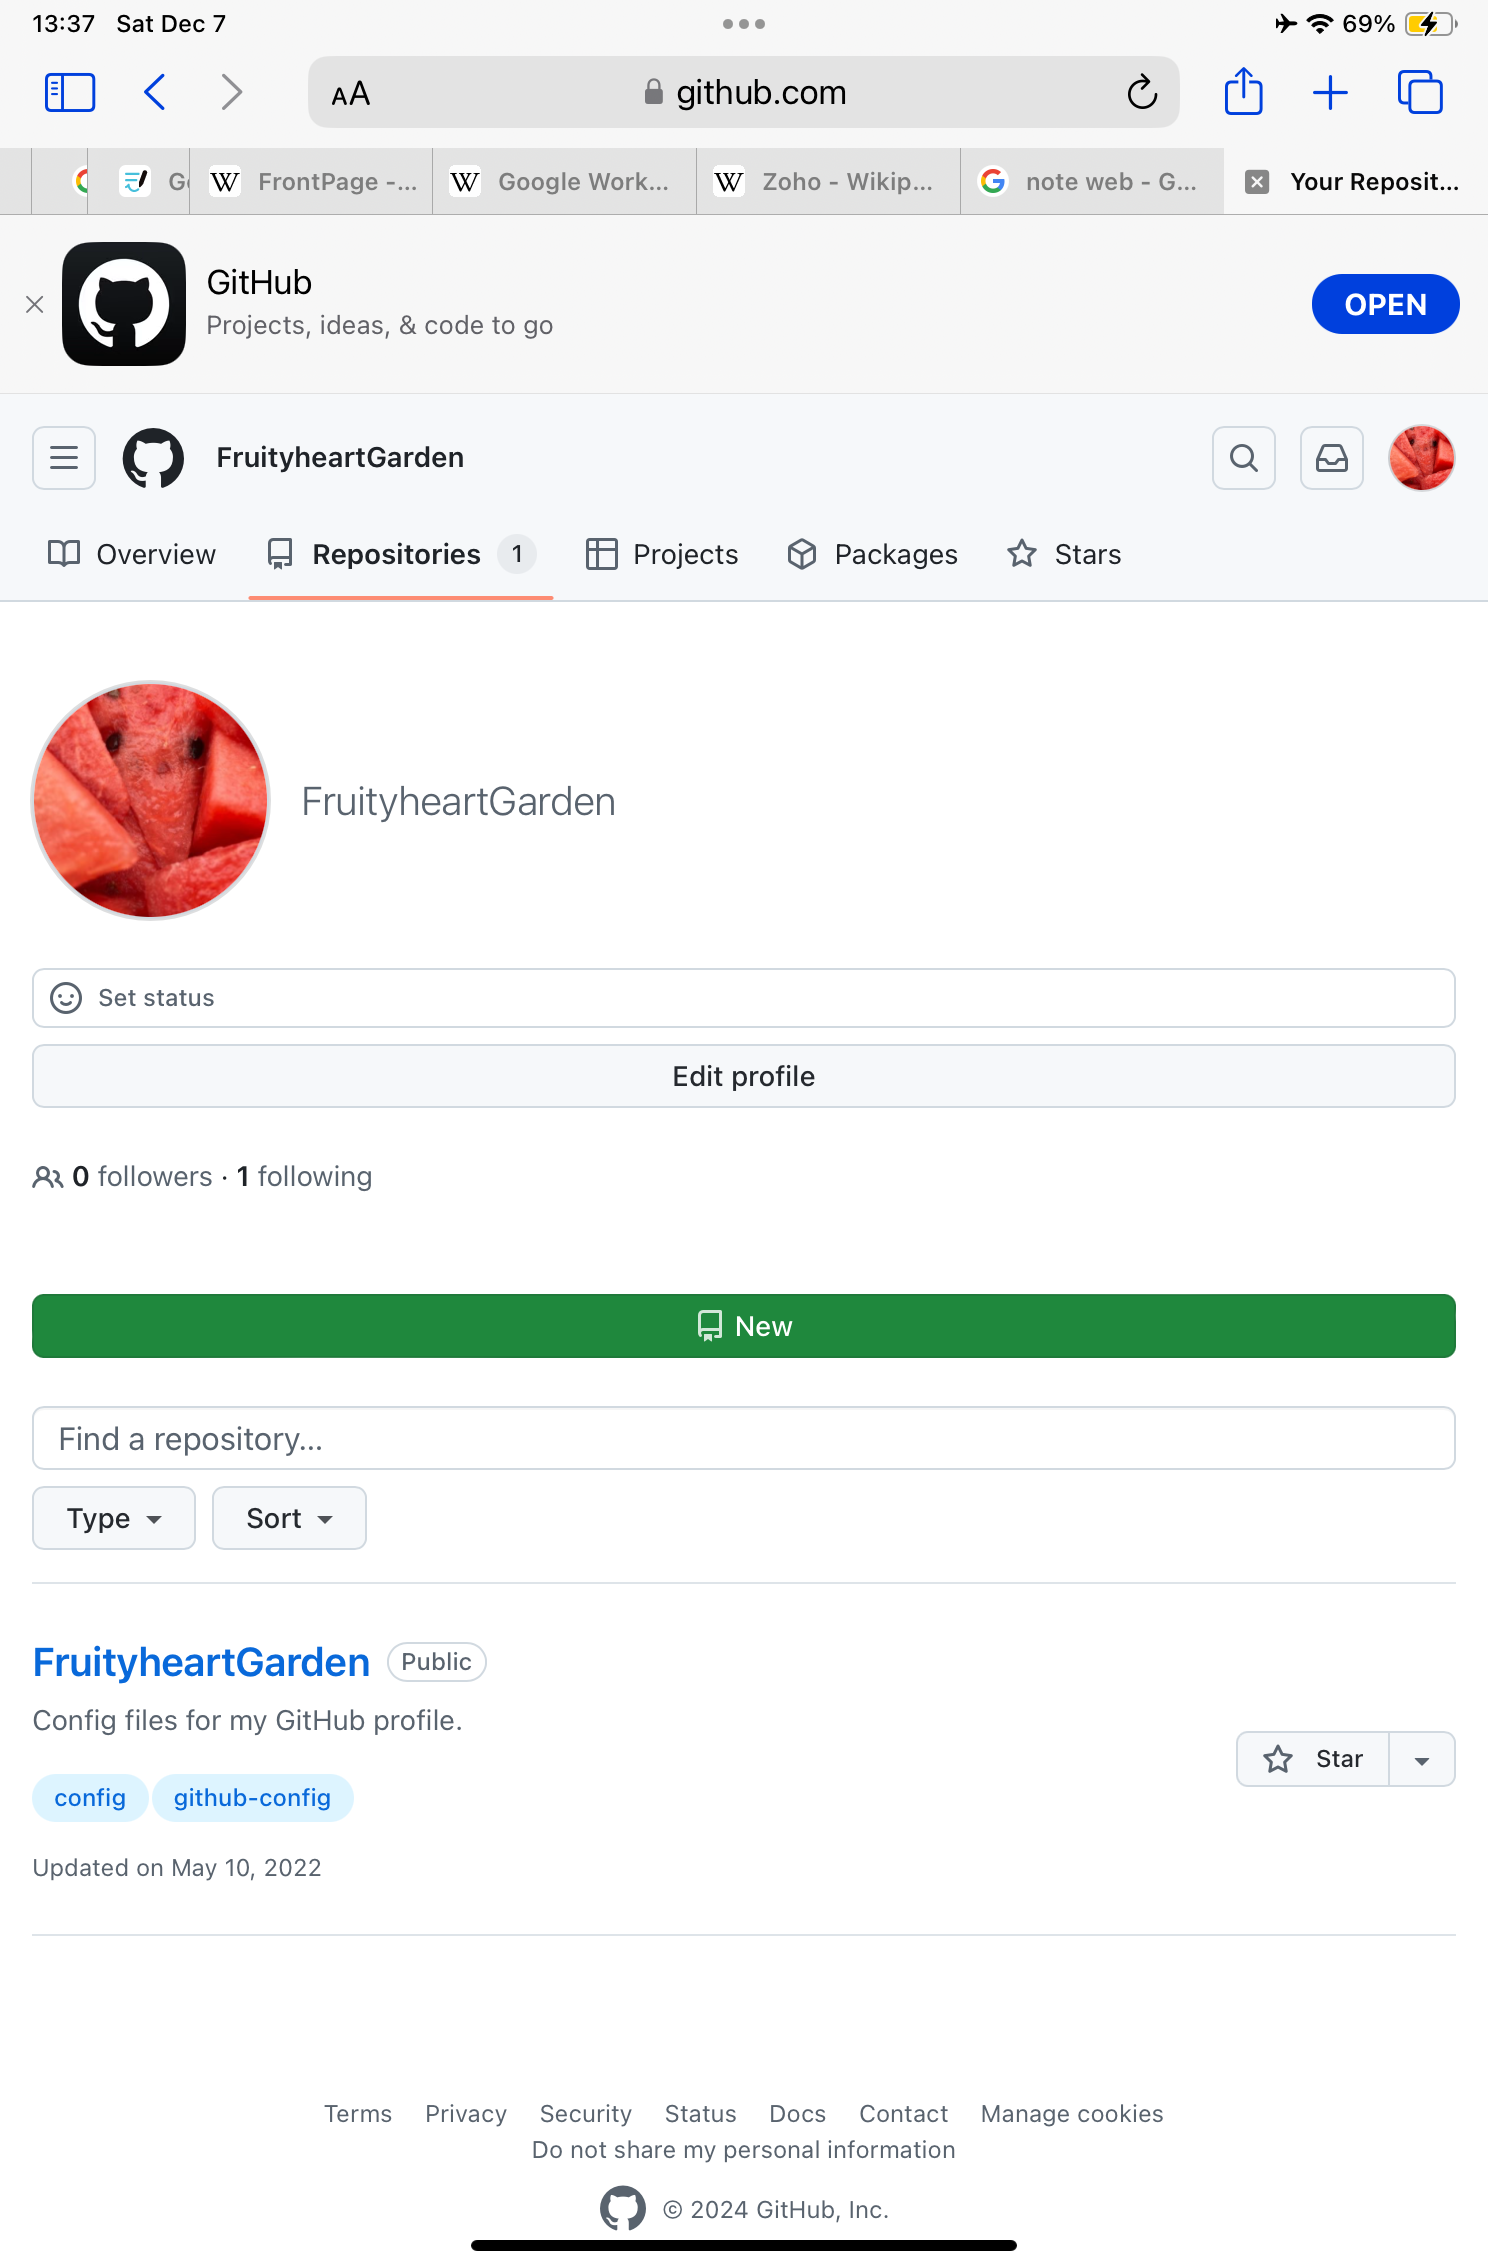 13:37 Sat Dec 7
69%
AA
github.com
FrontPage -...
Google Work...
Zoho - Wikip...
note web - G...
Your Reposit...
GitHub
Projects, ideas, & code to go
OPEN
FruityheartGarden
Overview
Repositories 1
Projects
Packages
Stars
FruityheartGarden
Set status
Edit profile
0 followers · 1 following
New
Find a repository...
Type
Sort
FruityheartGarden Public
Config files for my GitHub profile.
Star
config github-config
Updated on May 10, 2022
Terms Privacy Security Status Docs Contact Manage cookies
Do not share my personal information
© 2024 GitHub, Inc.